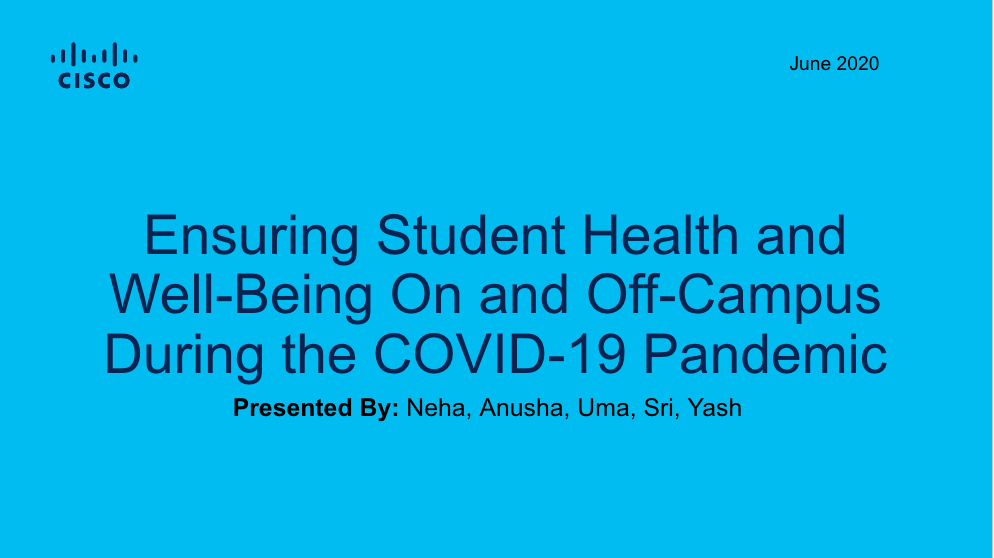 CISCO
June 2020
Ensuring Student Health and
Well-Being On and Off-Campus
During the COVID-19 Pandemic
Presented By: Neha, Anusha, Uma, Sri, Yash